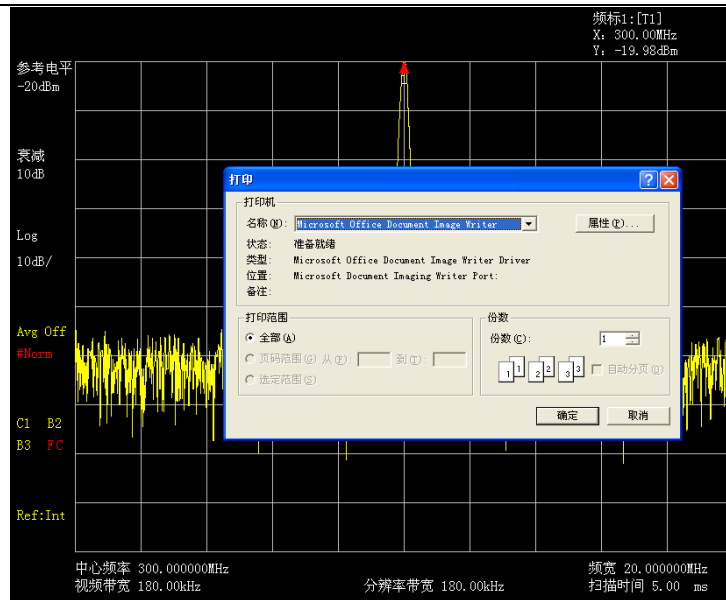 频标1:[T1]
X: 300.00MHz
Y: -19.98dBm
参考电平
-20dBm
衰减
10dB
Log
10dB/
Avg Off
#Norm
C1 B2
B3 FC
Ref:Int
打印
打印机
名称(N): Microsoft Office Document Image Writer 属性(P)...
状态: 准备就绪
类型: Microsoft Office Document Image Writer Driver
位置: Microsoft Document Imaging Writer Port:
备注:
打印范围
全部(A)
页码范围(G) 从(F): 到(T):
选定范围(S)
份数
份数(C): 1
1 1 2 2 3 3 自动分页(O)
确定 取消
中心频率 300.000000MHz 频宽 20.000000MHz
视频带宽 180.00kHz 分辨率带宽 180.00kHz 扫描时间 5.00 ms